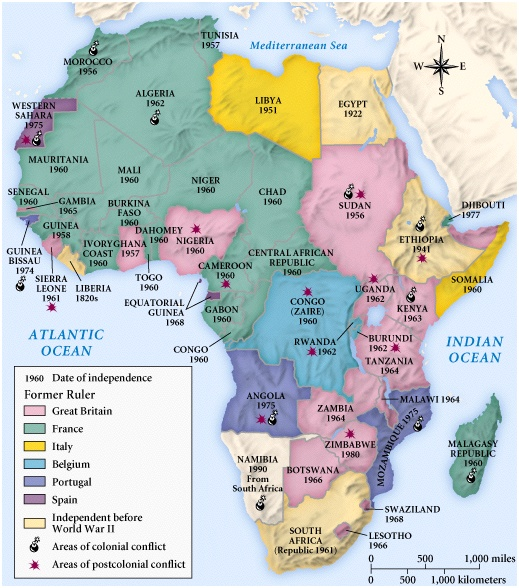 TUNISIA
1957
Mediterranean Sea
N
W
E
S
MOROCCO
1956
ALGERIA
1962
LIBYA
1951
EGYPT
1922
WESTERN
SAHARA
1975
MAURITANIA
1960
MALI
1960
NIGER
1960
CHAD
1960
SUDAN
1956
DJIBOUTI
1977
SENEGAL
1960
GAMBIA
1965
BURKINA
FASO
1960
GUINEA
1958
DAHOMEY
1960
NIGERIA
1960
ETHIOPIA
1941
GUINEA
BISSAU
1974
IVORY
COAST
1960
GHANA
1957
CENTRAL AFRICAN
REPUBLIC
1960
CAMEROON
1960
SIERRA
LEONE
1961
LIBERIA
1820s
TOGO
1960
SOMALIA
1960
EQUATORIAL
GUINEA
1968
GABON
1960
CONGO
(ZAIRE)
1960
UGANDA
1962
KENYA
1963
ATLANTIC
OCEAN
CONGO
1960
RWANDA
1962
BURUNDI
1962
TANZANIA
1964
INDIAN
OCEAN
1960 Date of independence
Former Ruler
Great Britain
France
Italy
Belgium
Portugal
Spain
Independent before
World War II
Areas of colonial conflict
Areas of postcolonial conflict
ANGOLA
1975
ZAMBIA
1964
MALAWI 1964
MOZAMBIQUE 1975
ZIMBABWE
1980
MALAGASY
REPUBLIC
1960
NAMIBIA
1990
From
South Africa
BOTSWANA
1966
SWAZILAND
1968
SOUTH
AFRICA
(Republic 1961)
LESOTHO
1966
0 500 1,000 miles
0 500 1,000 kilometers